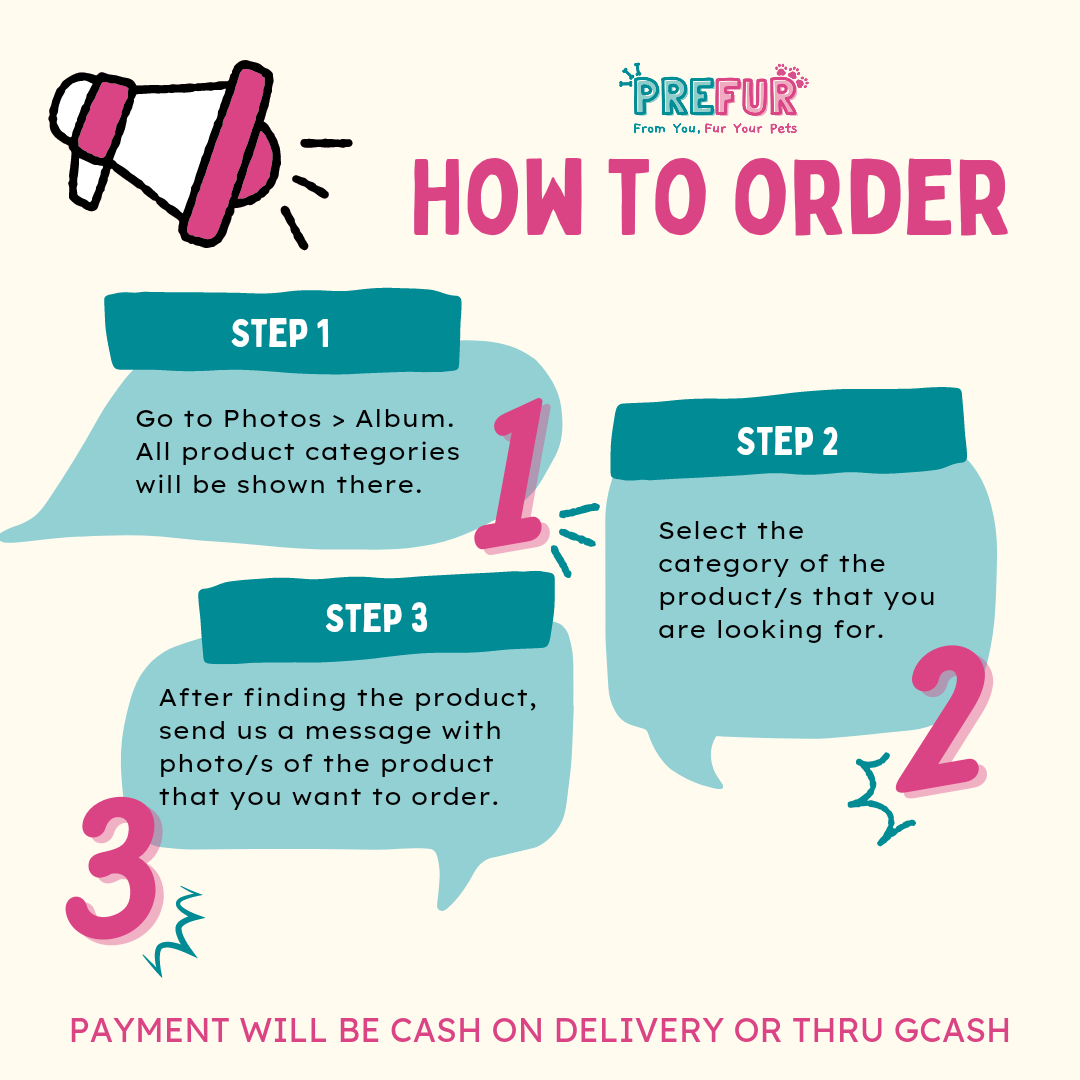 PREFUR
From You, Fur Your Pets
HOW TO ORDER
STEP 1
Go to Photos > Album.
All product categories
will be shown there.
1
STEP 2
Select the
category of the
product/s that you
are looking for.
2
STEP 3
After finding the product,
send us a message with
photo/s of the product
that you want to order.
3
PAYMENT WILL BE CASH ON DELIVERY OR THRU GCASH